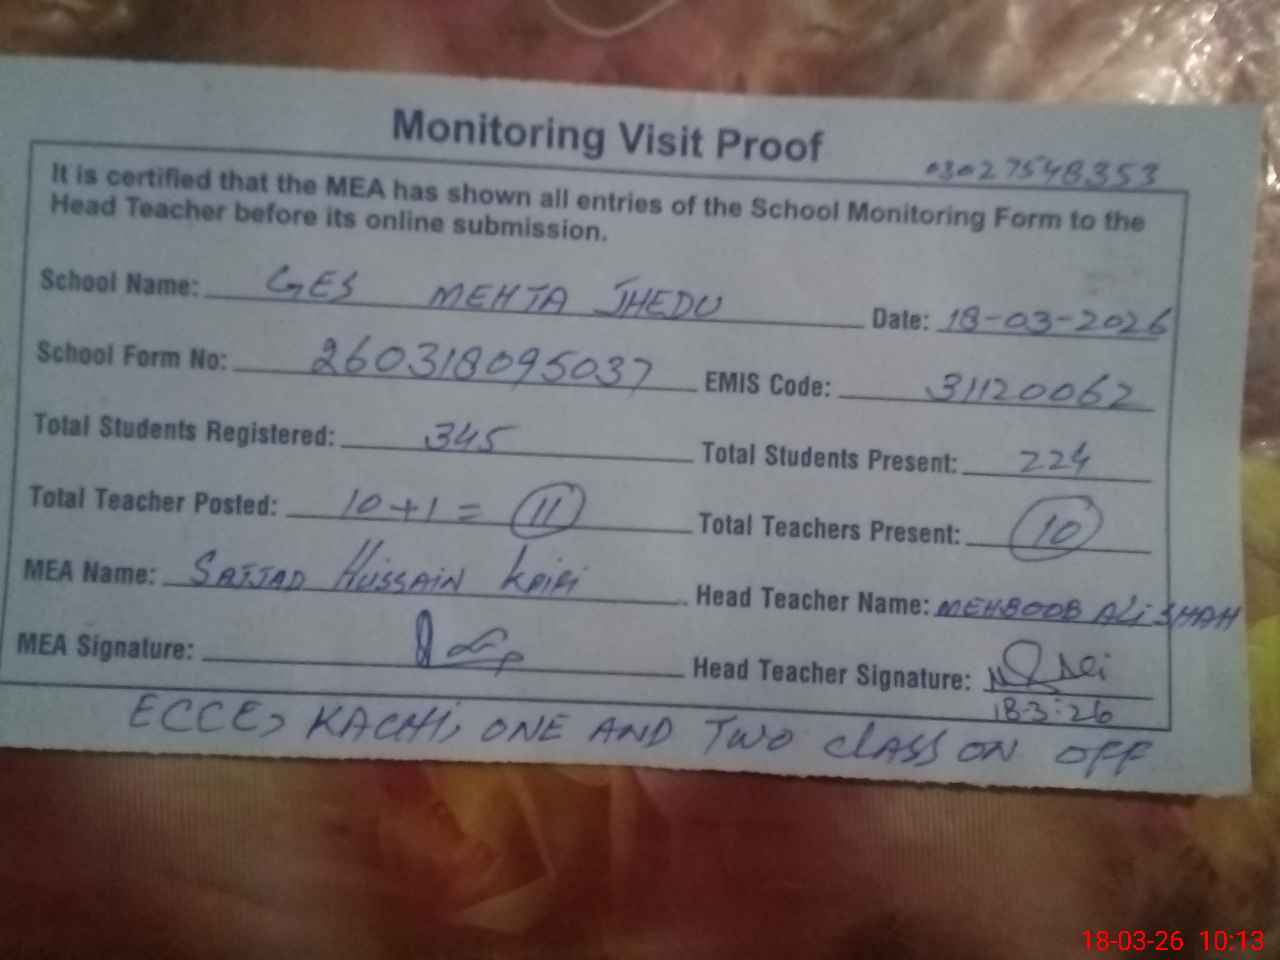 Monitoring Visit Proof
03027548353
It is certified that the MEA has shown all entries of the School Monitoring Form to the
Head Teacher before its online submission.
School Name: GES MEHTA JHEDU Date: 18-03-2026
School Form No: 260318095037 EMIS Code: 31120062
Total Students Registered: 345 Total Students Present: 224
Total Teacher Posted: 10+1= 11 Total Teachers Present: 10
MEA Name: SAJJAD HUSSAIN Head Teacher Name: MEHBOOB ALI SHAH
MEA Signature: Head Teacher Signature:
18-3-26
ECCE, KACHI, ONE AND TWO CLASS ON OFF
18-03-26 10:13